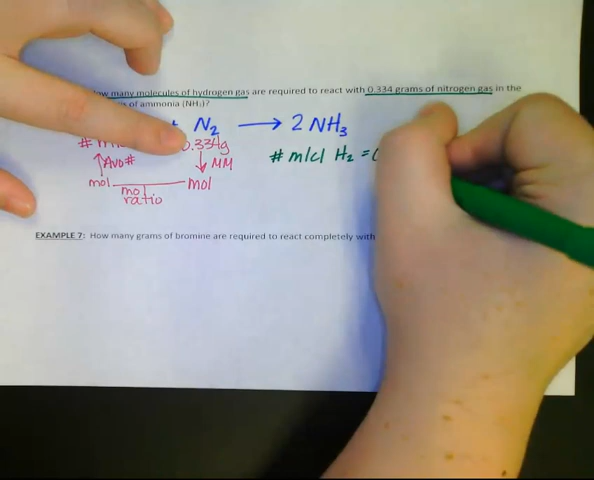 how many molecules of hydrogen gas are required to react with 0.334 grams of nitrogen gas in the
of ammonia (NH₃)?
+ N₂ ⟶ 2 NH₃
0.334g
# mlcl H₂ =
↑Avo# ↓ MM
mol mol
mol
ratio
EXAMPLE 7: How many grams of bromine are required to react completely with